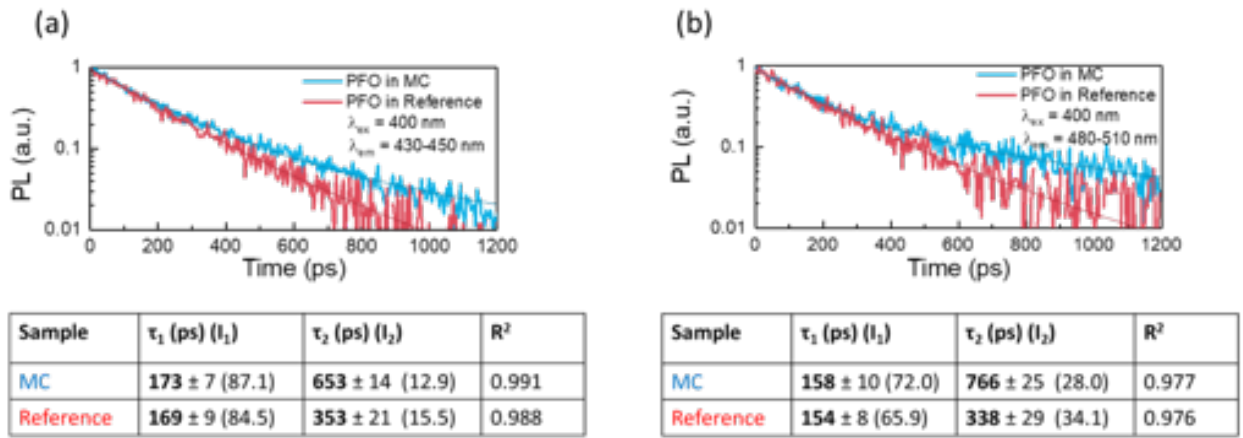 (a)
1
0.1
0.01
PL (a.u.)
PFO in MC
PFO in Reference
λex = 400 nm
λem = 430-450 nm
0 200 400 600 800 1000 1200
Time (ps)
Sample τ₁ (ps) (I₁) τ₂ (ps) (I₂) R²
MC 173 ± 7 (87.1) 653 ± 14 (12.9) 0.991
Reference 169 ± 9 (84.5) 353 ± 21 (15.5) 0.988
(b)
1
0.1
0.01
PL (a.u.)
PFO in MC
PFO in Reference
λex = 400 nm
λem = 480-510 nm
0 200 400 600 800 1000 1200
Time (ps)
Sample τ₁ (ps) (I₁) τ₂ (ps) (I₂) R²
MC 158 ± 10 (72.0) 766 ± 25 (28.0) 0.977
Reference 154 ± 8 (65.9) 338 ± 29 (34.1) 0.976